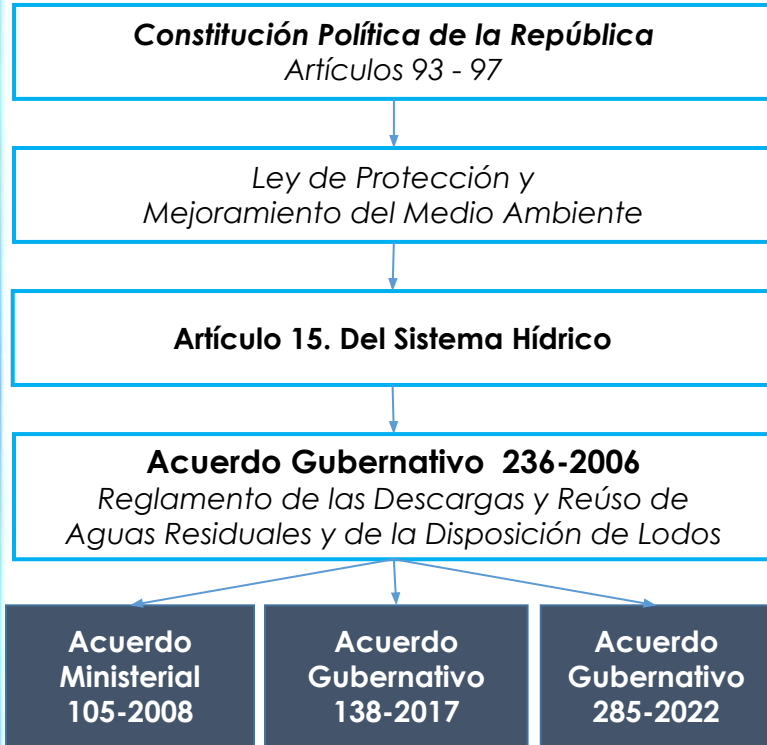 Constitución Política de la República
Artículos 93 - 97
Ley de Protección y
Mejoramiento del Medio Ambiente
Artículo 15. Del Sistema Hídrico
Acuerdo Gubernativo 236-2006
Reglamento de las Descargas y Reúso de
Aguas Residuales y de la Disposición de Lodos
Acuerdo
Ministerial
105-2008
Acuerdo
Gubernativo
138-2017
Acuerdo
Gubernativo
285-2022